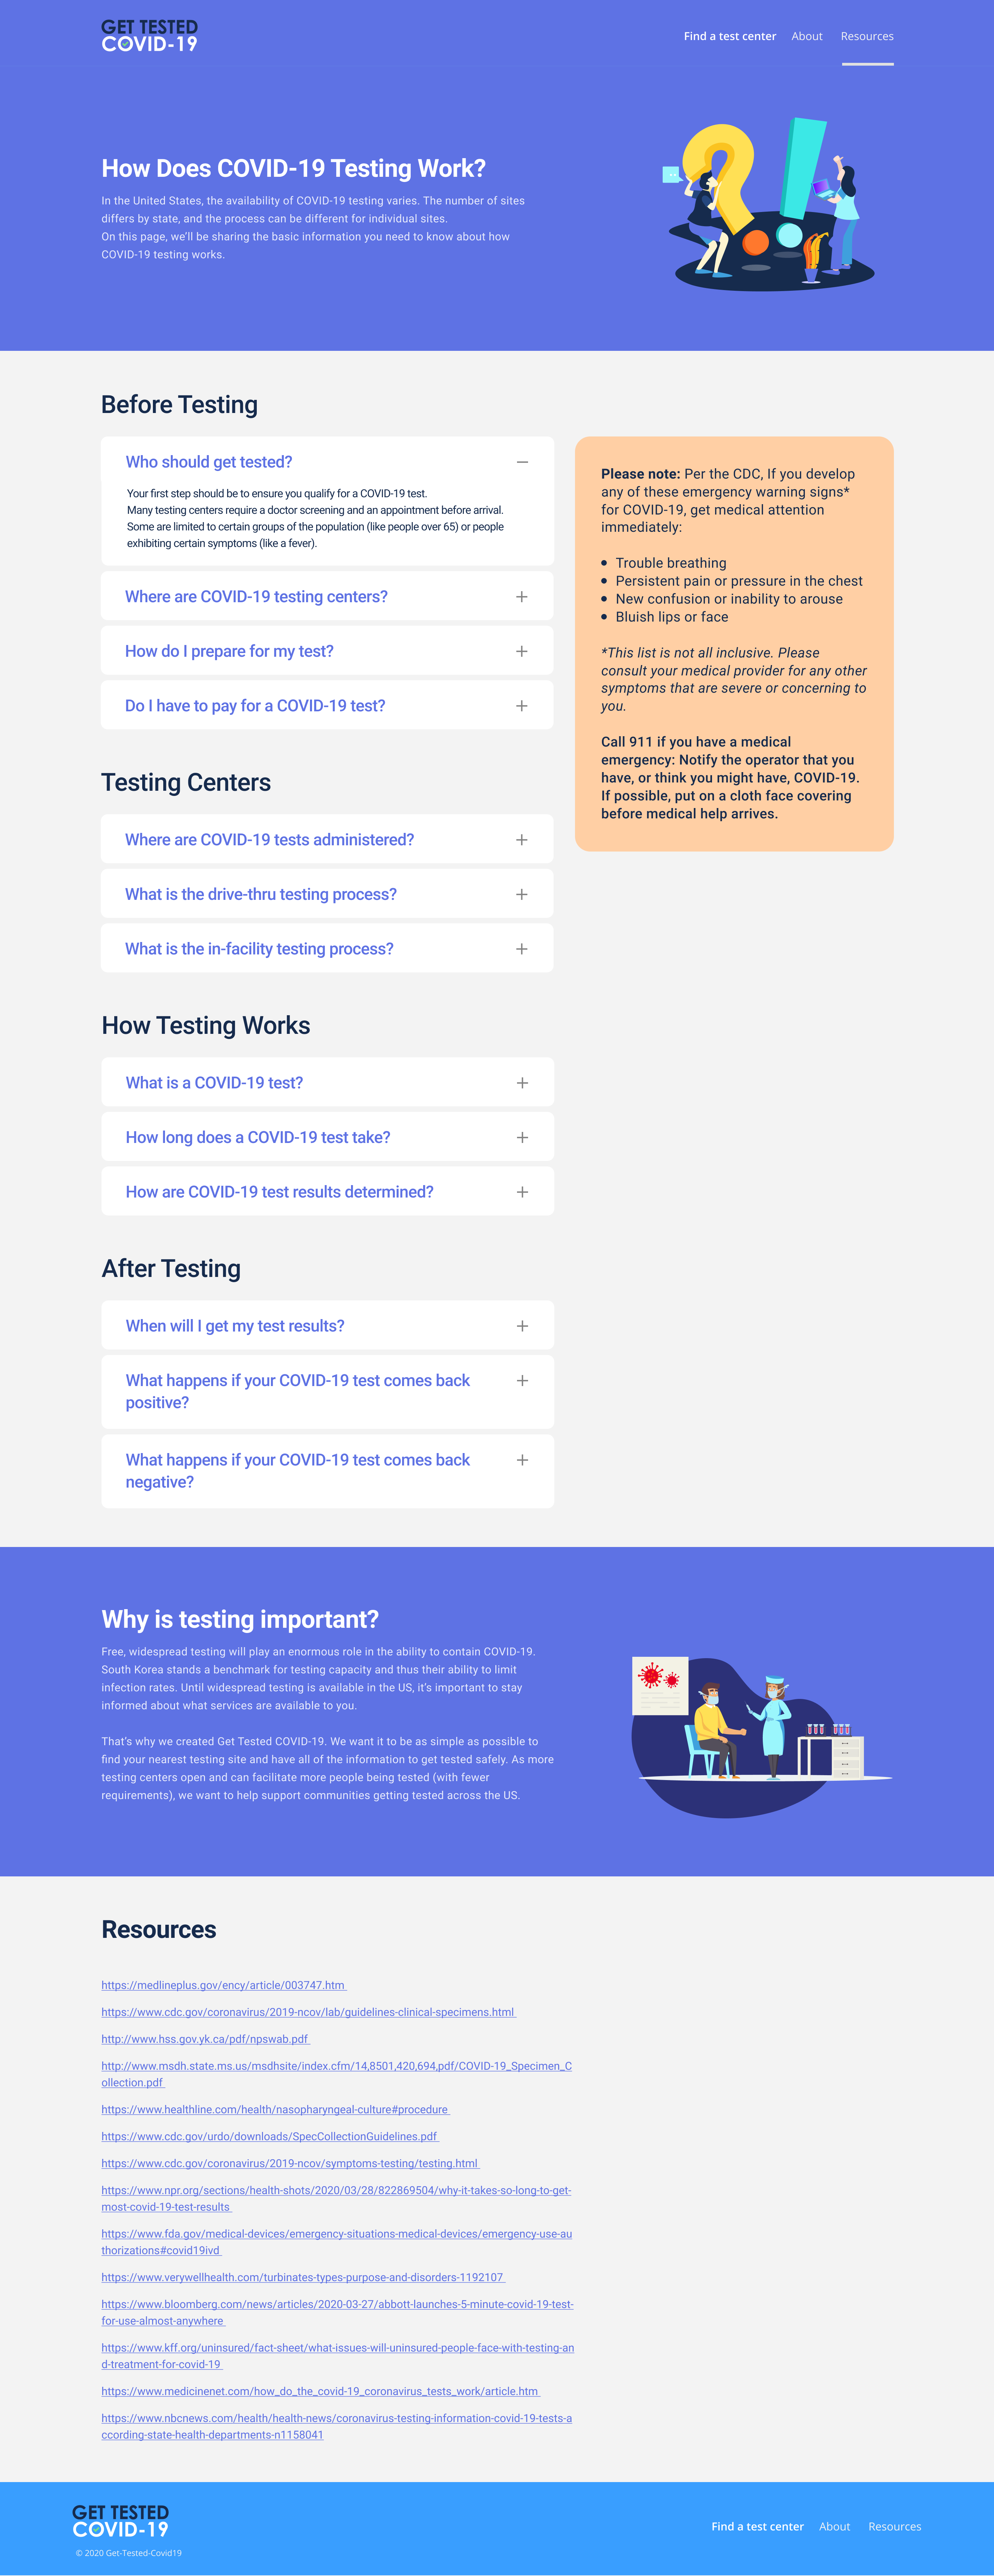 GET TESTED
COVID-19
Find a test center About Resources
How Does COVID-19 Testing Work?
In the United States, the availability of COVID-19 testing varies. The number of sites
differs by state, and the process can be different for individual sites.
On this page, we'll be sharing the basic information you need to know about how
COVID-19 testing works.
Before Testing
Who should get tested?
Your first step should be to ensure you qualify for a COVID-19 test.
Many testing centers require a doctor screening and an appointment before arrival.
Some are limited to certain groups of the population (like people over 65) or people
exhibiting certain symptoms (like a fever).
Where are COVID-19 testing centers?
How do I prepare for my test?
Do I have to pay for a COVID-19 test?
Please note: Per the CDC, If you develop
any of these emergency warning signs*
for COVID-19, get medical attention
immediately:
• Trouble breathing
• Persistent pain or pressure in the chest
• New confusion or inability to arouse
• Bluish lips or face
*This list is not all inclusive. Please
consult your medical provider for any other
symptoms that are severe or concerning to
you.
Call 911 if you have a medical
emergency: Notify the operator that you
have, or think you might have, COVID-19.
If possible, put on a cloth face covering
before medical help arrives.
Testing Centers
Where are COVID-19 tests administered?
What is the drive-thru testing process?
What is the in-facility testing process?
How Testing Works
What is a COVID-19 test?
How long does a COVID-19 test take?
How are COVID-19 test results determined?
After Testing
When will I get my test results?
What happens if your COVID-19 test comes back
positive?
What happens if your COVID-19 test comes back
negative?
Why is testing important?
Free, widespread testing will play an enormous role in the ability to contain COVID-19.
South Korea stands a benchmark for testing capacity and thus their ability to limit
infection rates. Until widespread testing is available in the US, it's important to stay
informed about what services are available to you.
That's why we created Get Tested COVID-19. We want it to be as simple as possible to
find your nearest testing site and have all of the information to get tested safely. As more
testing centers open and can facilitate more people being tested (with fewer
requirements), we want to help support communities getting tested across the US.
Resources
https://medlineplus.gov/ency/article/003747.htm
https://www.cdc.gov/coronavirus/2019-ncov/lab/guidelines-clinical-specimens.html
http://www.hss.gov.yk.ca/pdf/npswab.pdf
http://www.msdh.state.ms.us/msdhsite/index.cfm/14,8501,420,694,pdf/COVID-19_Specimen_C
ollection.pdf
https://www.healthline.com/health/nasopharyngeal-culture#procedure
https://www.cdc.gov/urdo/downloads/SpecCollectionGuidelines.pdf
https://www.cdc.gov/coronavirus/2019-ncov/symptoms-testing/testing.html
https://www.npr.org/sections/health-shots/2020/03/28/822869504/why-it-takes-so-long-to-get-
most-covid-19-test-results
https://www.fda.gov/medical-devices/emergency-situations-medical-devices/emergency-use-au
thorizations#covid19ivd
https://www.verywellhealth.com/turbinates-types-purpose-and-disorders-1192107
https://www.bloomberg.com/news/articles/2020-03-27/abbott-launches-5-minute-covid-19-test-
for-use-almost-anywhere
https://www.kff.org/uninsured/fact-sheet/what-issues-will-uninsured-people-face-with-testing-an
d-treatment-for-covid-19
https://www.medicinenet.com/how_do_the_covid-19_coronavirus_tests_work/article.htm
https://www.nbcnews.com/health/health-news/coronavirus-testing-information-covid-19-tests-a
ccording-state-health-departments-n1158041
GET TESTED
COVID-19
© 2020 Get-Tested-Covid19
Find a test center About Resources